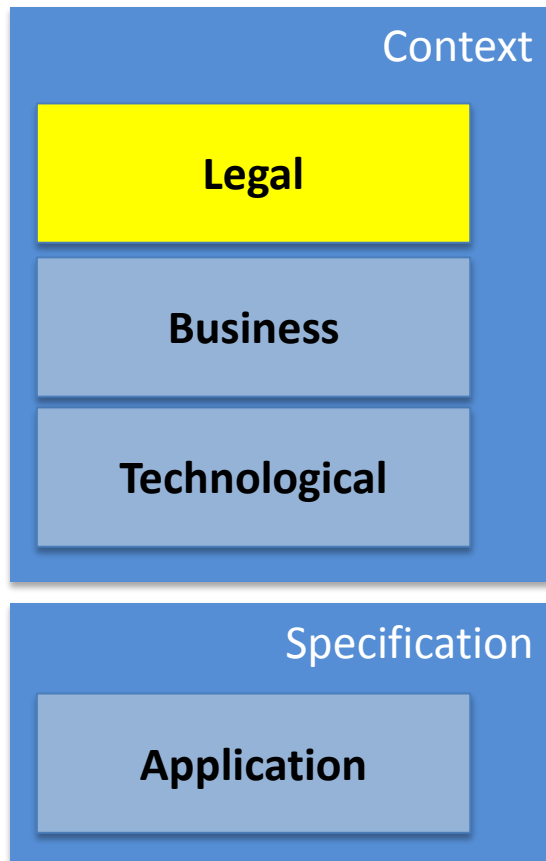 Context
Legal
Business
Technological
Specification
Application